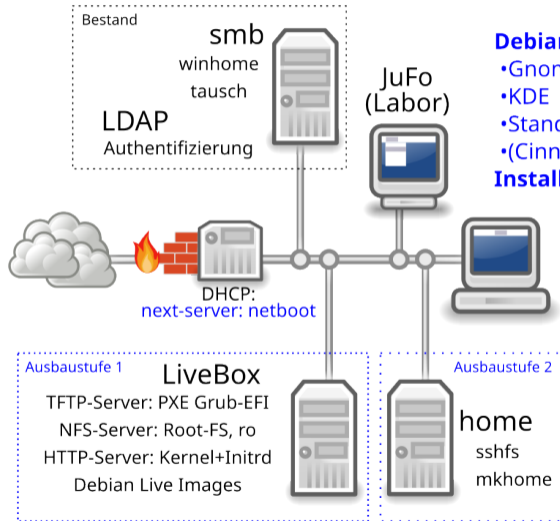 Bestand
smb
winhome
tausch
LDAP
Authentifizierung
JuFo
(Labor)
•KDE
DHCP:
next-server: netboot
Ausbaustufe 1
LiveBox
TFTP-Server: PXE Grub-EFI
NFS-Server: Root-FS, ro
HTTP-Server: Kernel+Initrd
Debian Live Images
Ausbaustufe 2
home
sshfs
mkhome